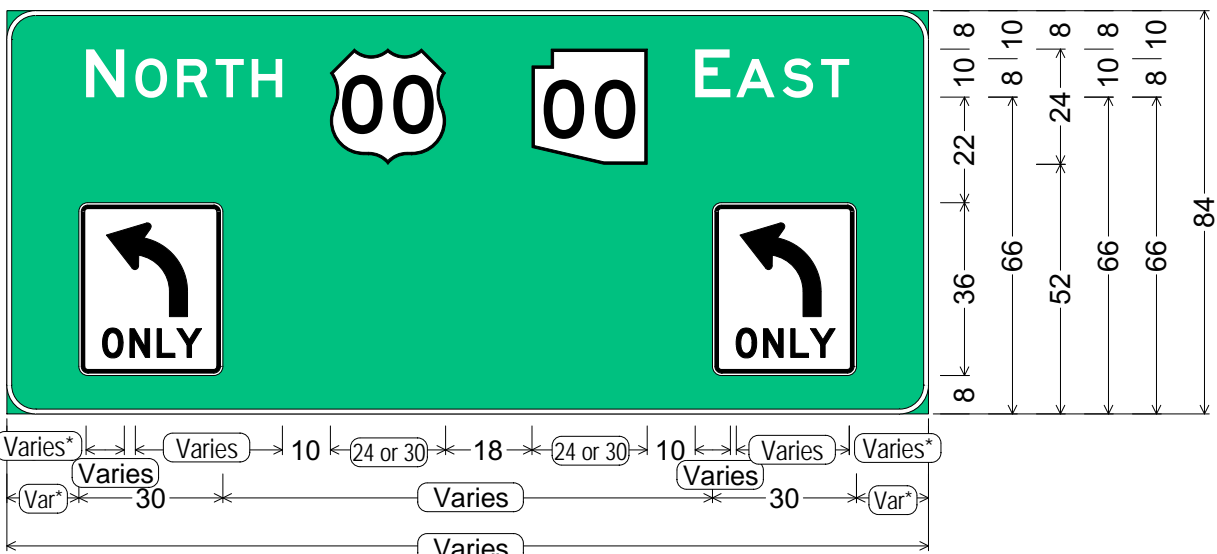 NORTH 00 00 EAST
ONLY ONLY
8 10 8 8 10
10 8 24 10 8
22
36 66 52 66 66 84
8
Varies* Varies 10 24 or 30 18 24 or 30 10 Varies Varies*
Varies Varies
Var* 30 Varies 30 Var*
Varies